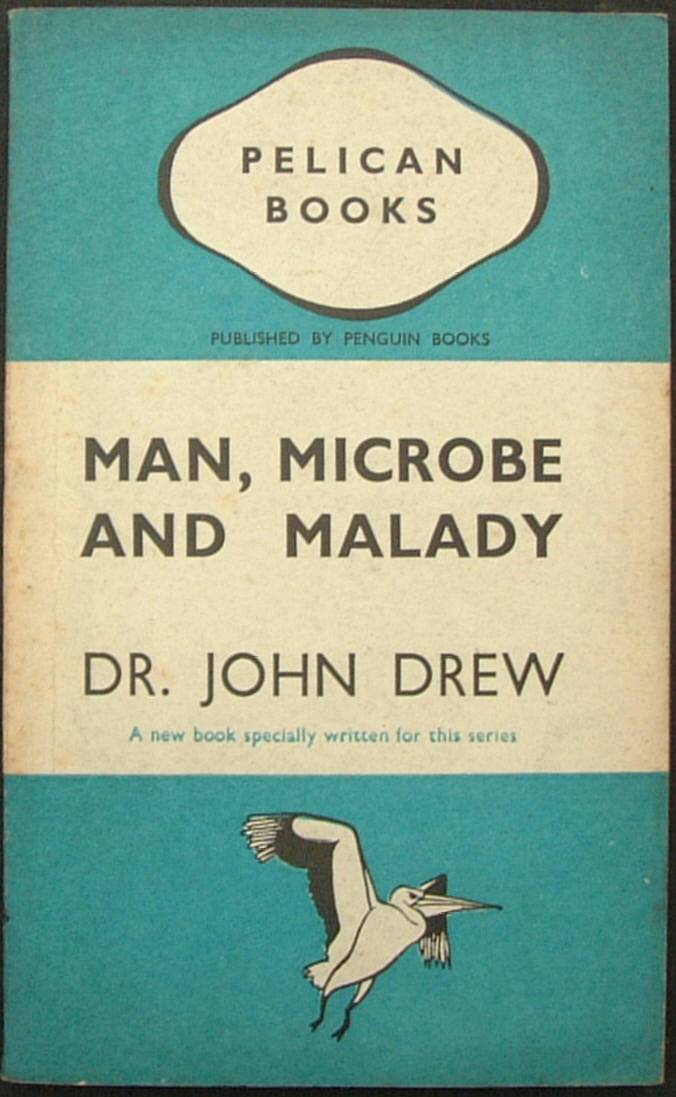 PELICAN
BOOKS
PUBLISHED BY PENGUIN BOOKS
MAN, MICROBE
AND MALADY
DR. JOHN DREW
A new book specially written for this series